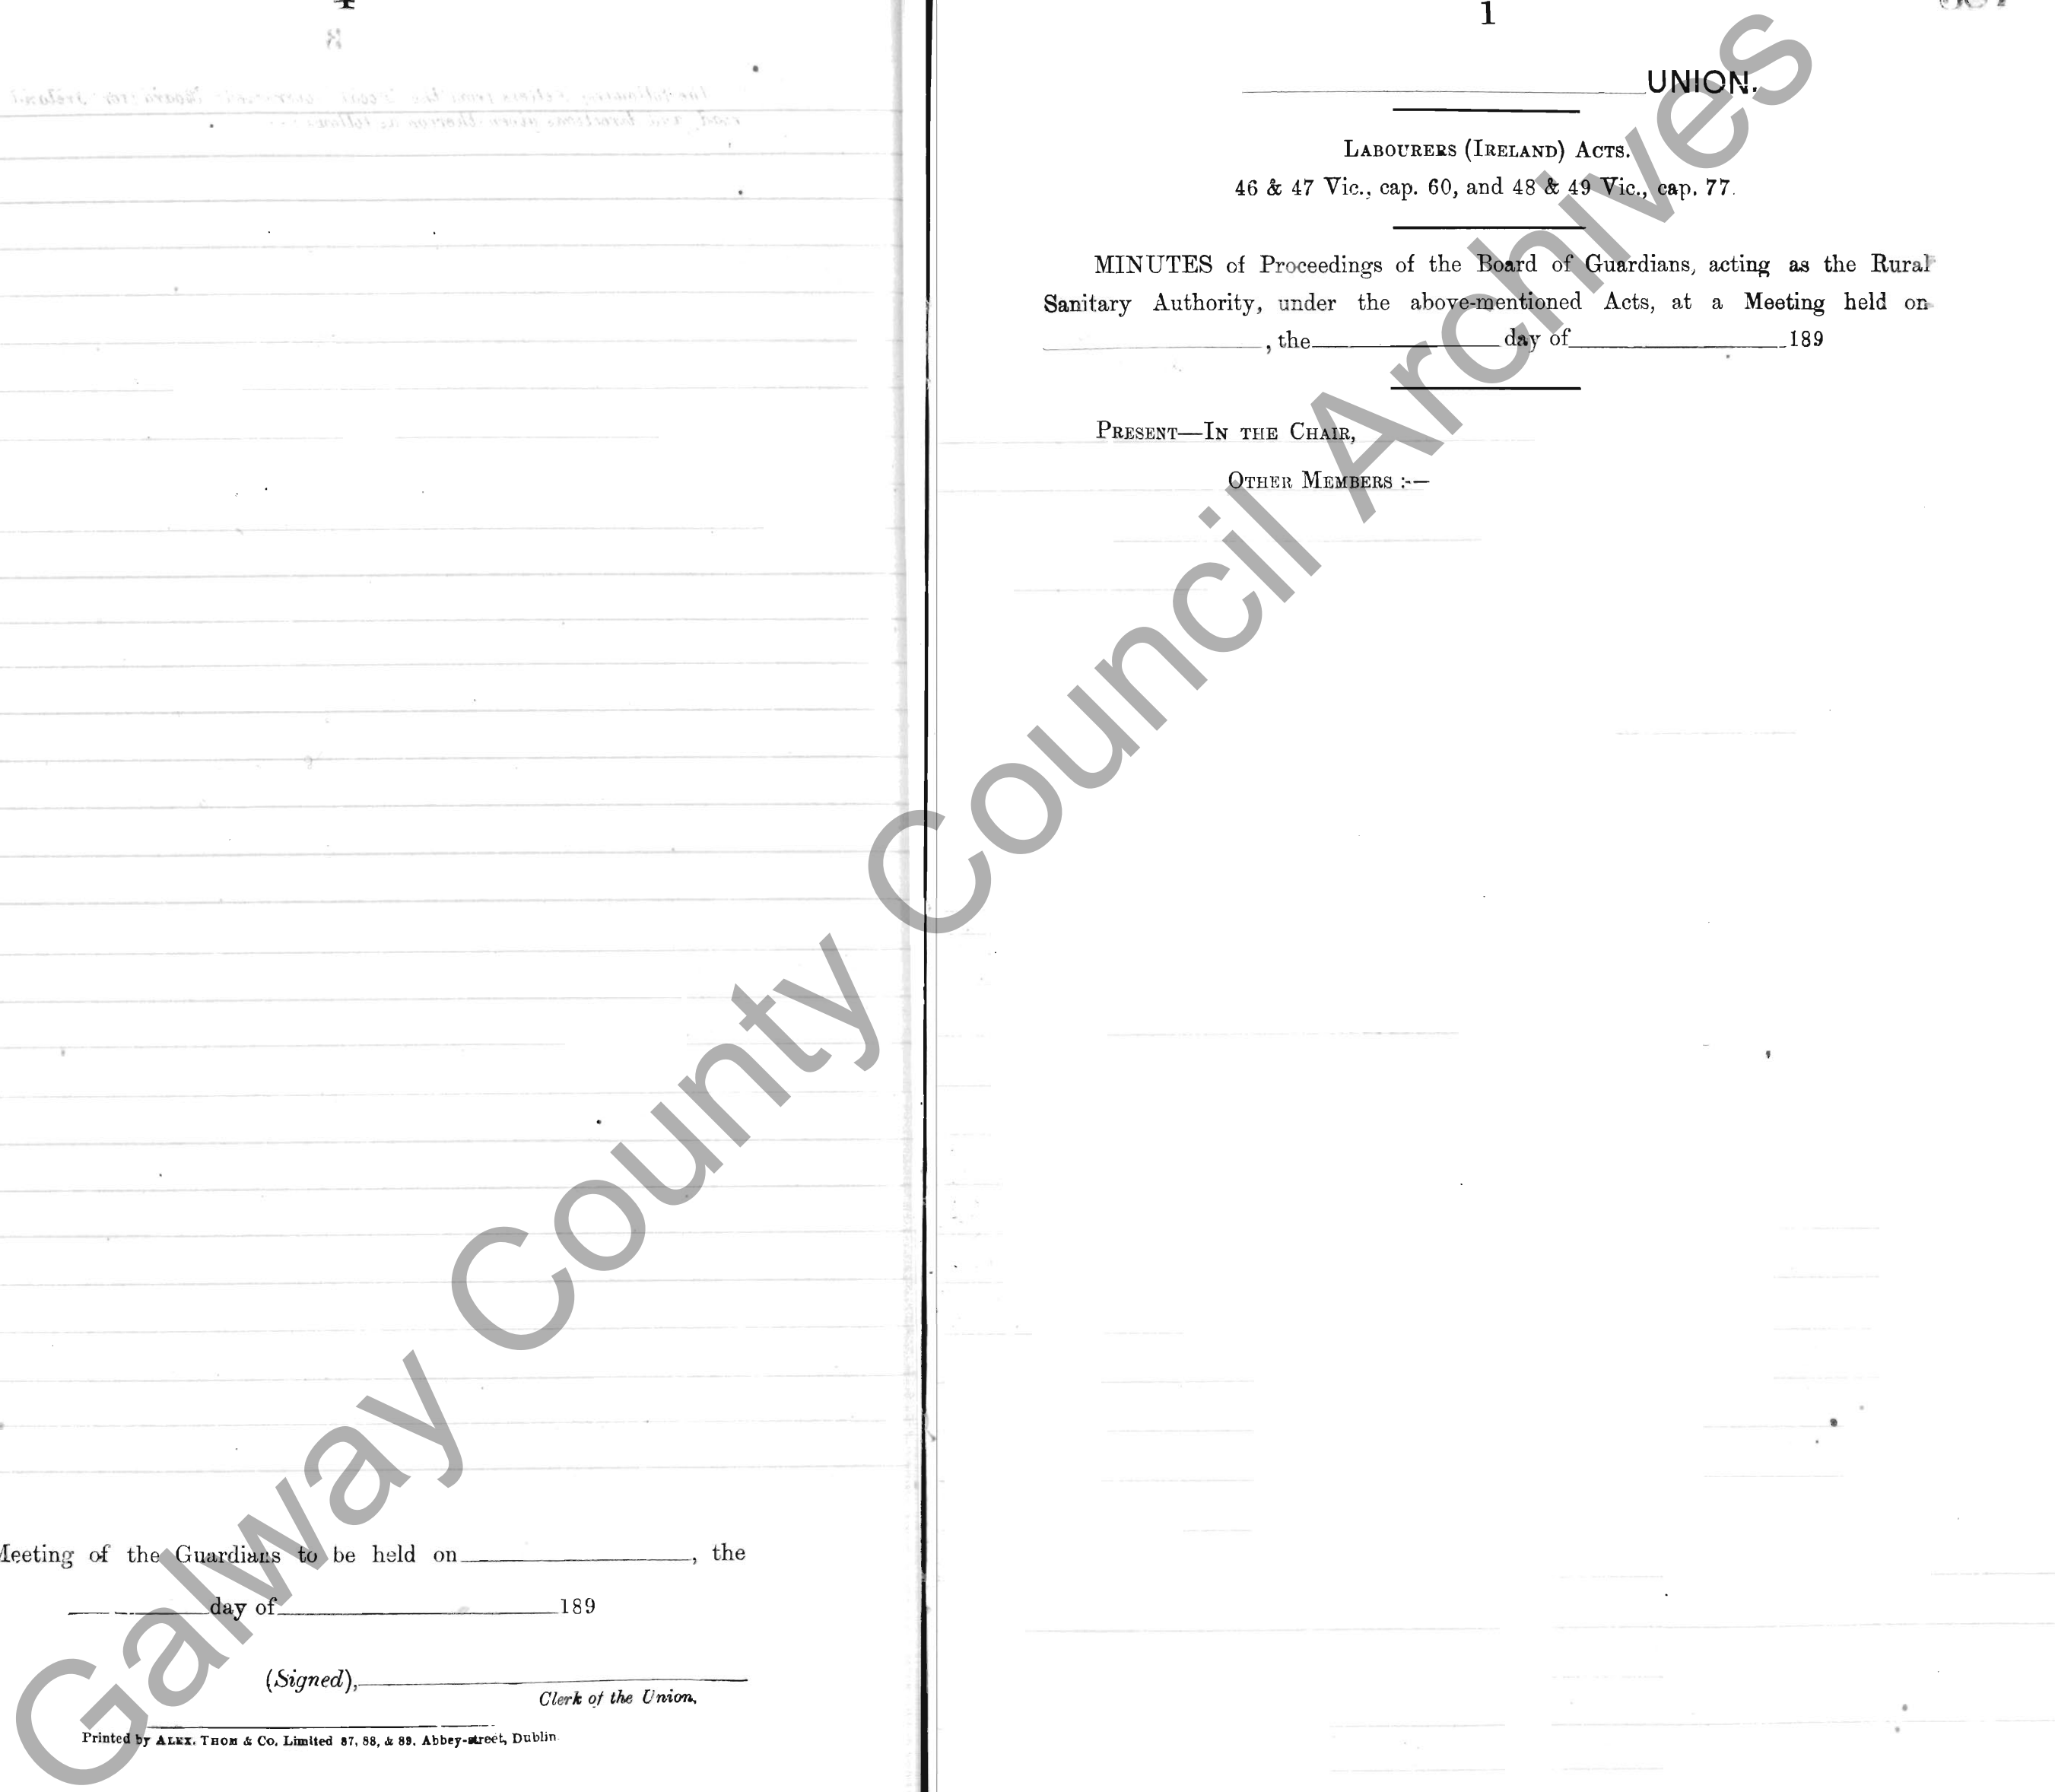 4
Meeting of the Guardians to be held on , the
day of 189
(Signed),
Clerk of the Union.
Printed by ALEX. THOM & Co. Limited 87, 88, & 89. Abbey-street, Dublin
1
UNION.
LABOURERS (IRELAND) ACTS.
46 & 47 Vic., cap. 60, and 48 & 49 Vic., cap. 77.
MINUTES of Proceedings of the Board of Guardians, acting as the Rural
Sanitary Authority, under the above-mentioned Acts, at a Meeting held on
, the day of 189
PRESENT—IN THE CHAIR,
OTHER MEMBERS :—
Galway County Council Archives